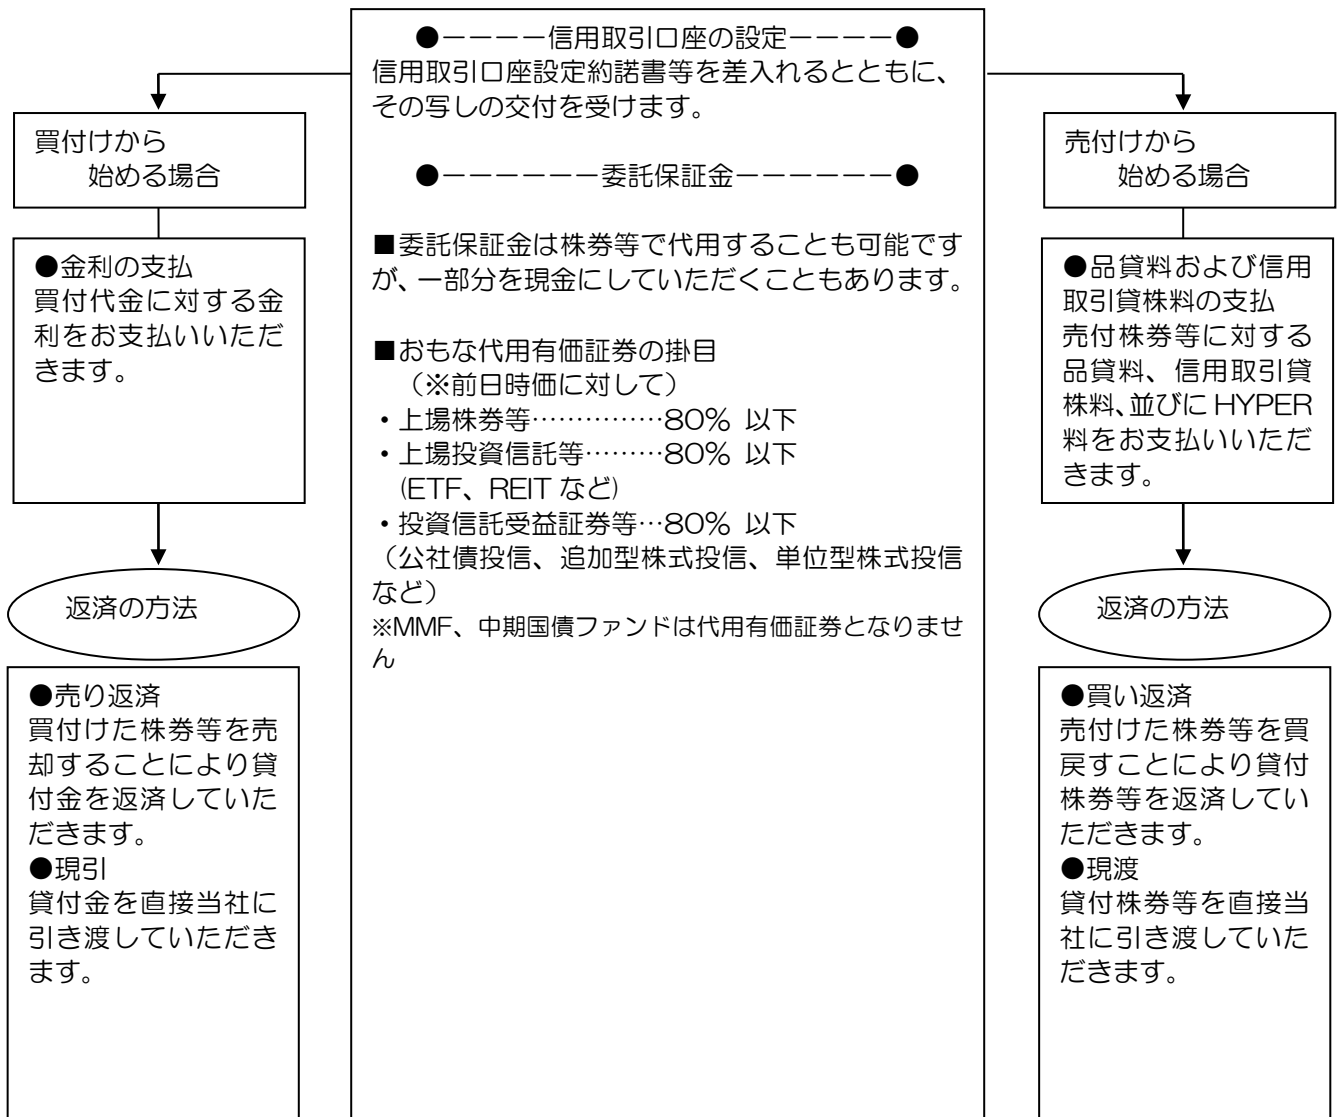 ●ーーーー信用取引口座の設定ーーーー●
信用取引口座設定約諾書等を差入れるとともに、
その写しの交付を受けます。
●ーーーーーー委託保証金ーーーーーー●
■委託保証金は株券等で代用することも可能です
が、一部分を現金にしていただくこともあります。
■おもな代用有価証券の掛目
（※前日時価に対して）
・上場株券等……………80% 以下
・上場投資信託等………80% 以下
(ETF、REIT など)
・投資信託受益証券等…80% 以下
（公社債投信、追加型株式投信、単位型株式投信
など）
※MMF、中期国債ファンドは代用有価証券となりませ
ん
買付けから
始める場合
●金利の支払
買付代金に対する金
利をお支払いいただ
きます。
返済の方法
●売り返済
買付けた株券等を売
却することにより貸
付金を返済していた
だきます。
●現引
貸付金を直接当社に
引き渡していただき
ます。
売付けから
始める場合
●品貸料および信用
取引貸株料の支払
売付株券等に対する
品貸料、信用取引貸
株料、並びに HYPER
料をお支払いいただ
きます。
返済の方法
●買い返済
売付けた株券等を買
戻すことにより貸付
株券等を返済してい
ただきます。
●現渡
貸付株券等を直接当
社に引き渡していた
だきます。